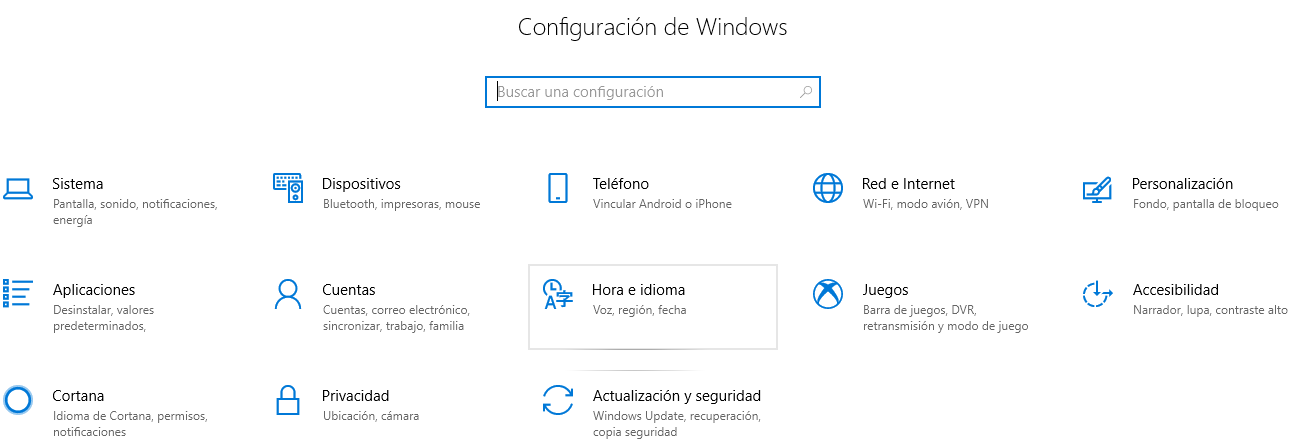 Configuración de Windows
Buscar una configuración
Sistema
Pantalla, sonido, notificaciones,
energía
Dispositivos
Bluetooth, impresoras, mouse
Teléfono
Vincular Android o iPhone
Red e Internet
Wi-Fi, modo avión, VPN
Personalización
Fondo, pantalla de bloqueo
Aplicaciones
Desinstalar, valores
predeterminados,
Cuentas
Cuentas, correo electrónico,
sincronizar, trabajo, familia
Hora e idioma
Voz, región, fecha
Juegos
Barra de juegos, DVR,
retransmisión y modo de juego
Accesibilidad
Narrador, lupa, contraste alto
Cortana
Idioma de Cortana, permisos,
notificaciones
Privacidad
Ubicación, cámara
Actualización y seguridad
Windows Update, recuperación,
copia seguridad